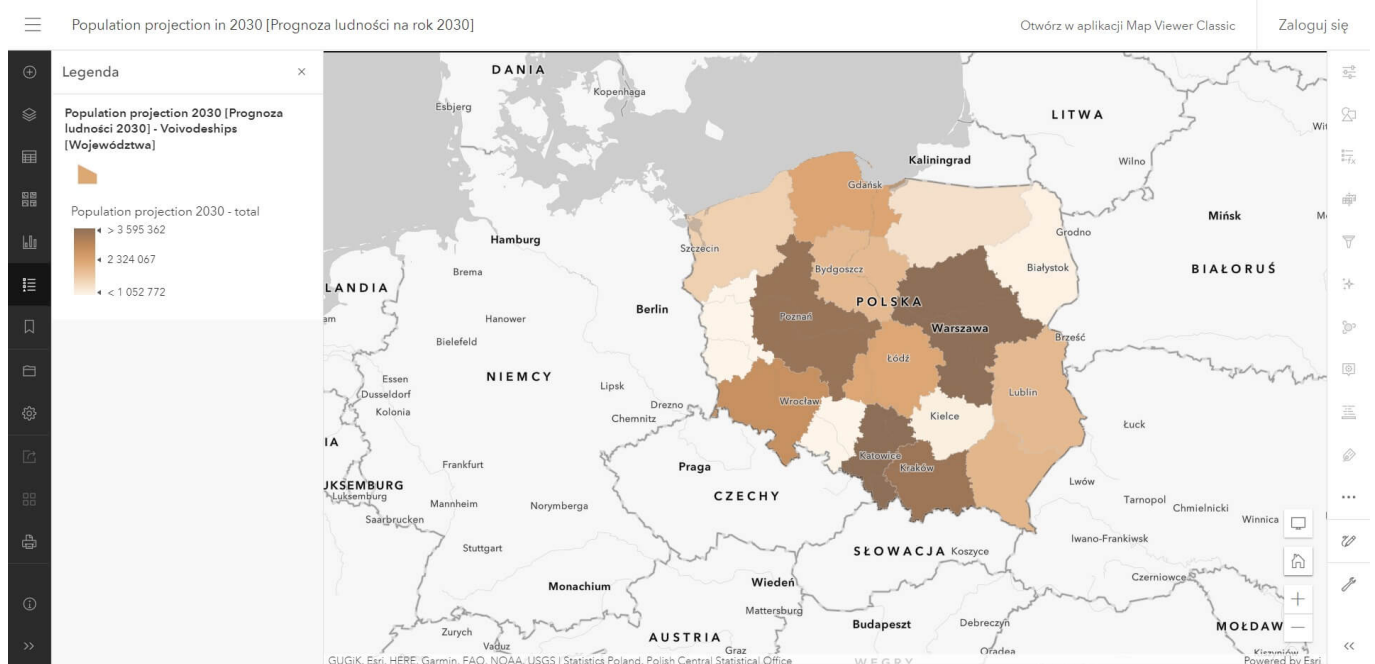 Population projection in 2030 [Prognoza ludności na rok 2030]
Otwórz w aplikacji Map Viewer Classic
Zaloguj się
Legenda
Population projection 2030 [Prognoza
ludności 2030] - Voivodeships
[Województwa]
Population projection 2030 - total
> 3 595 362
2 324 067
< 1 052 772
DANIA
Kopenhaga
Esbjerg
LITWA
Kaliningrad
Wilno
Gdańsk
Mińsk
Grodno
Hamburg
Szczecin
Brema
Bydgoszcz
Białystok
BIAŁORUŚ
LANDIA
POLSKA
Berlin
Poznań
Hanower
Warszawa
Brześć
Bielefeld
Łódź
NIEMCY
Essen
Lipsk
Dusseldorf
Drezno
Wrocław
Lublin
Kolonia
Chemnitz
Kielce
Łuck
IA
Katowice
Frankfurt
Praga
Kraków
Lwów
UKSEMBURG
Luksemburg
Mannheim
Norymberga
CZECHY
Tarnopol
Chmielnicki
Saarbrucken
Winnica
Iwano-Frankiwsk
Stuttgart
SŁOWACJA
Koszyce
Czerniowce
Monachium
Wiedeń
Mattersburg
Budapeszt
Debreczyn
MOŁDAW
Zurych
AUSTRIA
Vaduz
Graz
WĘGRY
Oradea
Kiszyniów
GUGiK, Esri, HERE, Garmin, FAO, NOAA, USGS | Statistics Poland, Polish Central Statistical Office
Powered by Esri